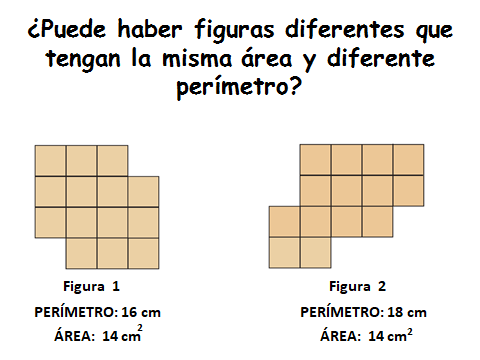 ¿Puede haber figuras diferentes que
tengan la misma área y diferente
perímetro?
Figura 1
PERÍMETRO: 16 cm
ÁREA: 14 cm²
Figura 2
PERÍMETRO: 18 cm
ÁREA: 14 cm²